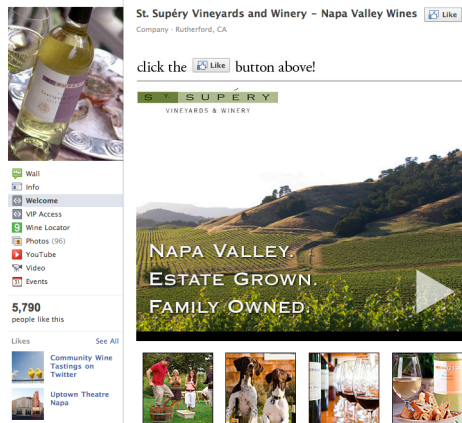 St. Supéry Vineyards and Winery – Napa Valley Wines
Like
Company · Rutherford, CA
click the Like button above!
ST. SUPÉRY
VINEYARDS & WINERY
Wall
Info
Welcome
VIP Access
Wine Locator
Photos (96)
YouTube
Video
Events
5,790
people like this
Likes
See All
Community Wine
Tastings on
Twitter
Uptown Theatre
Napa
NAPA VALLEY.
ESTATE GROWN.
FAMILY OWNED.